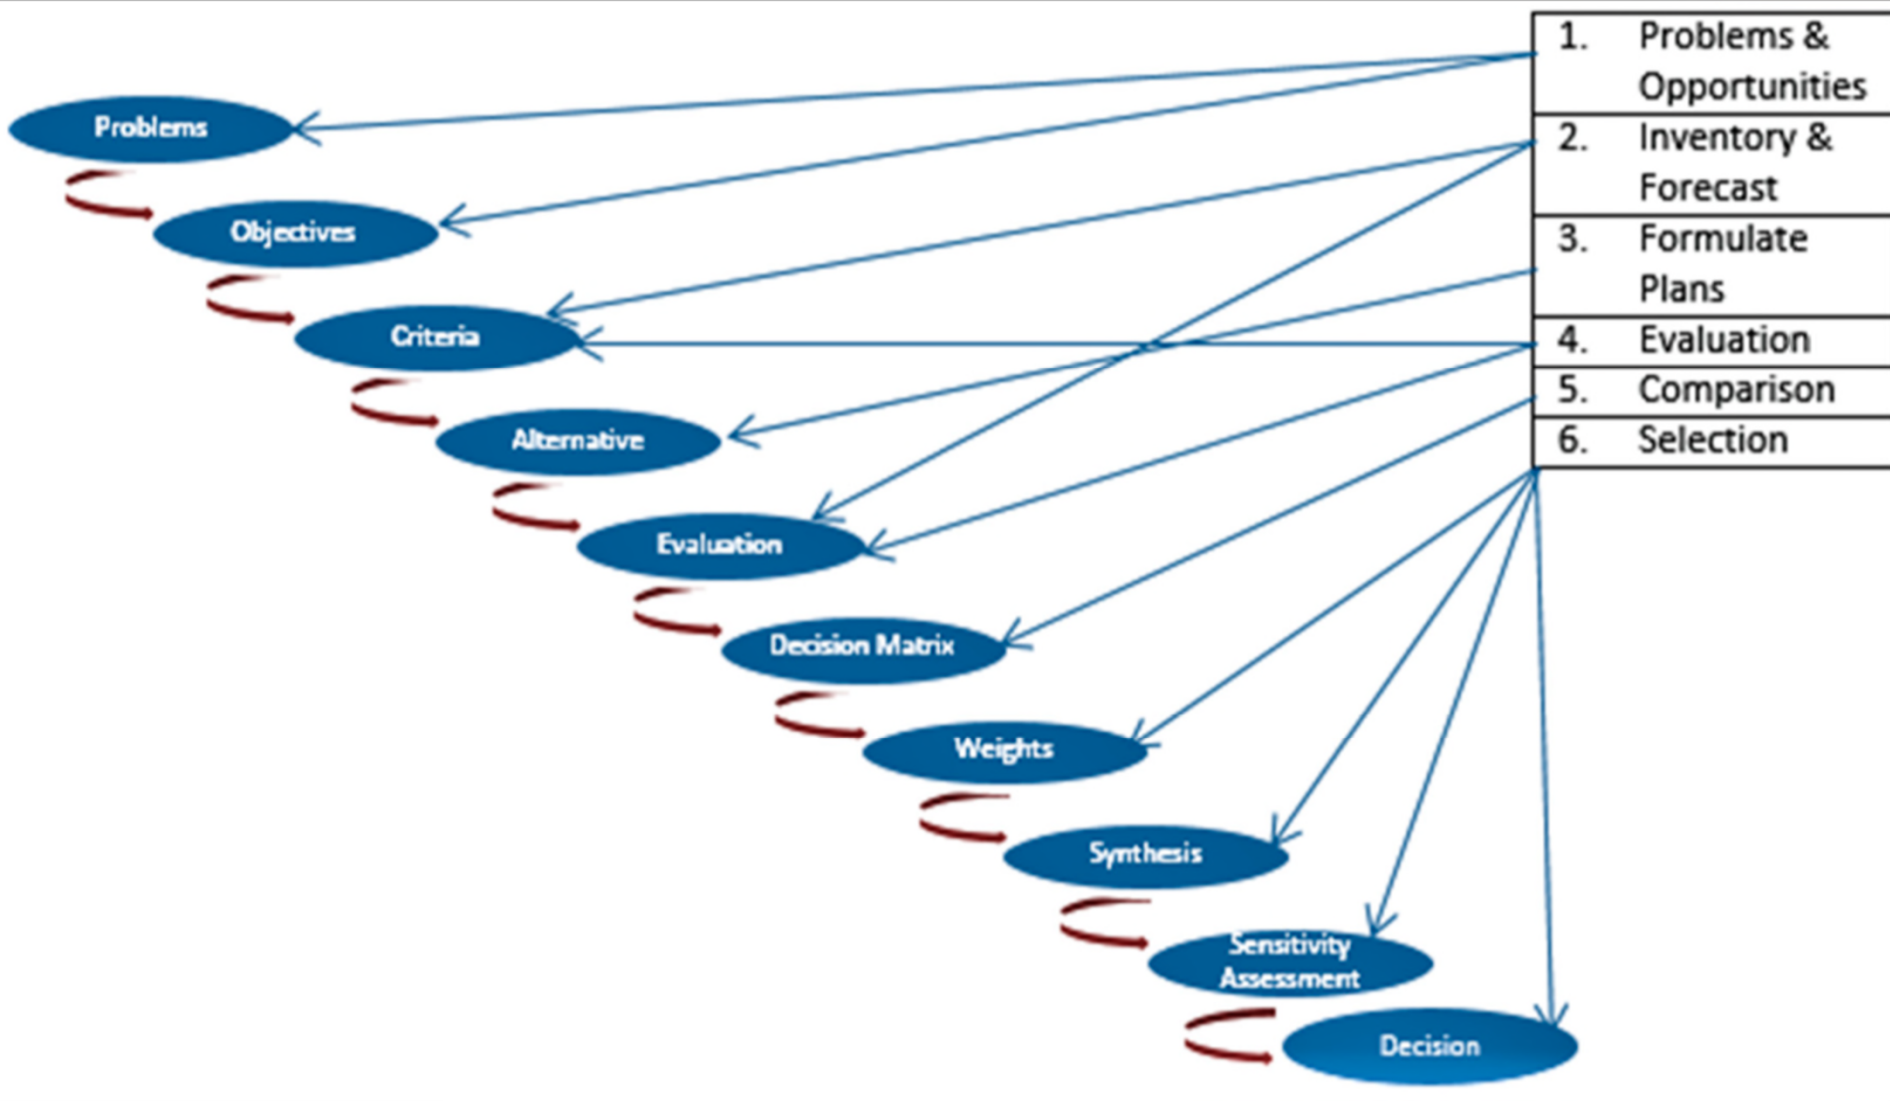 1. Problems &
Opportunities
2. Inventory &
Forecast
3. Formulate
Plans
4. Evaluation
5. Comparison
6. Selection
Problems
Objectives
Criteria
Alternative
Evaluation
Decision Matrix
Weights
Synthesis
Sensitivity
Assessment
Decision